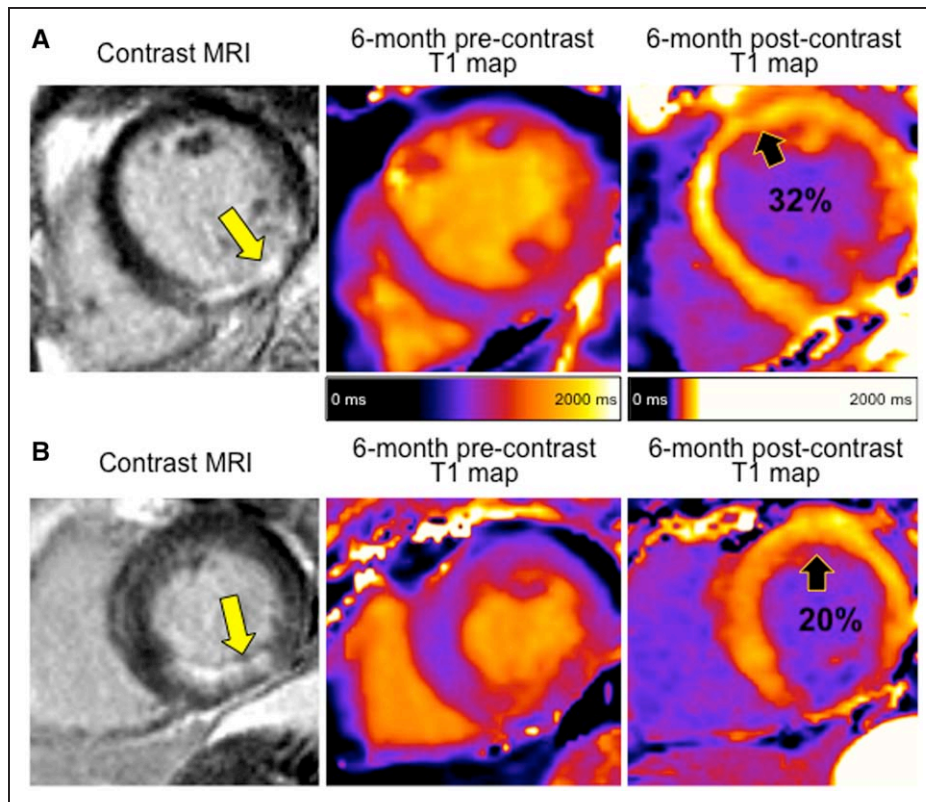 A
Contrast MRI
6-month pre-contrast
T1 map
6-month post-contrast
T1 map
32%
0 ms
2000 ms
0 ms
2000 ms
B
Contrast MRI
6-month pre-contrast
T1 map
6-month post-contrast
T1 map
20%